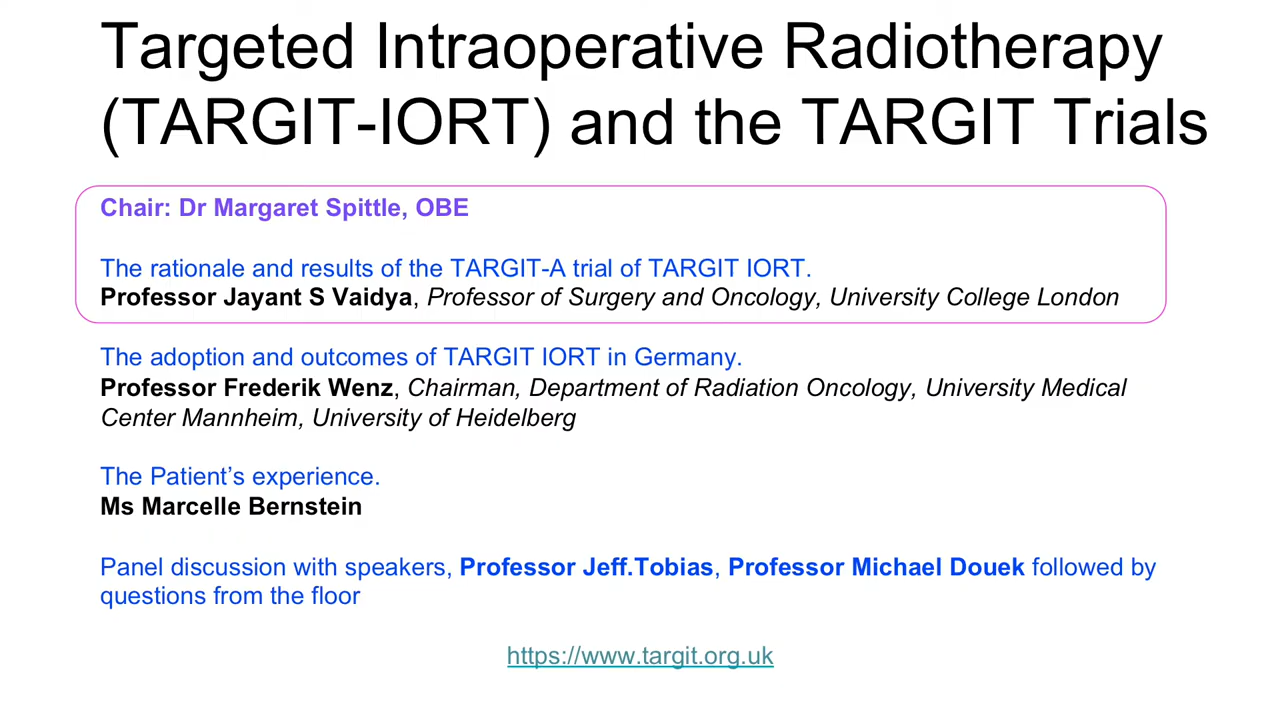 Targeted Intraoperative Radiotherapy
(TARGIT-IORT) and the TARGIT Trials
Chair: Dr Margaret Spittle, OBE
The rationale and results of the TARGIT-A trial of TARGIT IORT.
Professor Jayant S Vaidya, Professor of Surgery and Oncology, University College London
The adoption and outcomes of TARGIT IORT in Germany.
Professor Frederik Wenz, Chairman, Department of Radiation Oncology, University Medical
Center Mannheim, University of Heidelberg
The Patient’s experience.
Ms Marcelle Bernstein
Panel discussion with speakers, Professor Jeff.Tobias, Professor Michael Douek followed by
questions from the floor
https://www.targit.org.uk